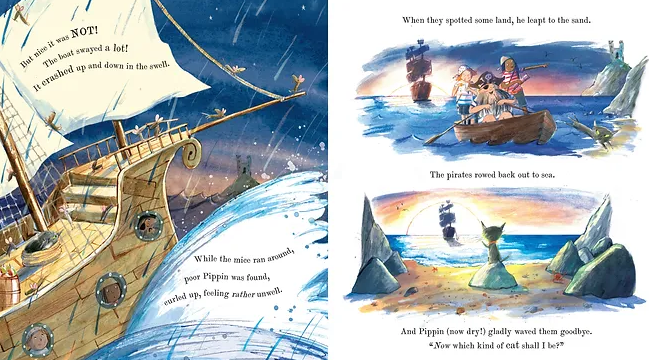 But nice it was NOT!
The boat swayed a lot!
It crashed up and down in the swell.
While the mice ran around,
poor Pippin was found,
curled up, feeling rather unwell.
When they spotted some land, he leapt to the sand.
The pirates rowed back out to sea.
And Pippin (now dry!) gladly waved them goodbye.
“Now which kind of cat shall I be?”